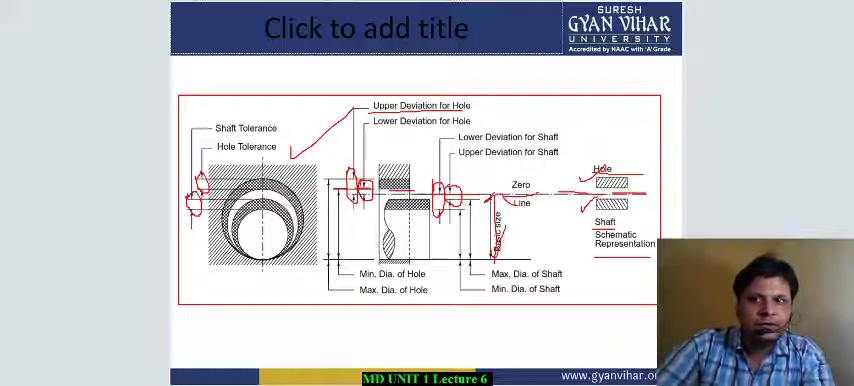 Click to add title
SURESH
GYAN VIHAR
UNIVERSITY
Accredited by NAAC with 'A' Grade
Upper Deviation for Hole
Lower Deviation for Hole
Shaft Tolerance
Hole Tolerance
Lower Deviation for Shaft
Upper Deviation for Shaft
Zero
Line
Basic size
Hole
Shaft
Schematic
Representation
Min. Dia. of Hole
Max. Dia. of Hole
Max. Dia. of Shaft
Min. Dia. of Shaft
MD UNIT 1 Lecture 6
www.gyanvihar.o